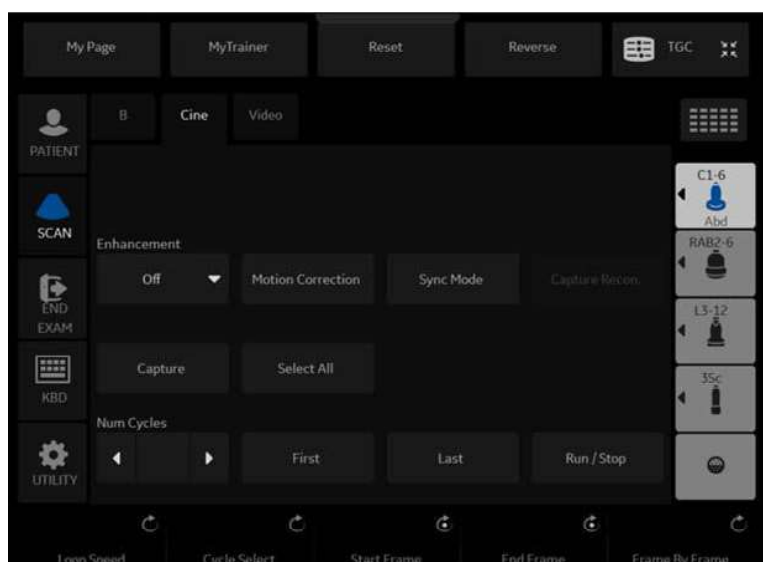 My Page
MyTrainer
Reset
Reverse
TGC
B
Cine
Video
PATIENT
SCAN
END
EXAM
KBD
UTILITY
Enhancement
Off
Motion Correction
Sync Mode
Capture Recon.
Capture
Select All
Num Cycles
First
Last
Run / Stop
C1-6
Abd
RAB2-6
L3-12
3Sc
Loop Speed
Cycle Select
Start Frame
End Frame
Frame By Frame